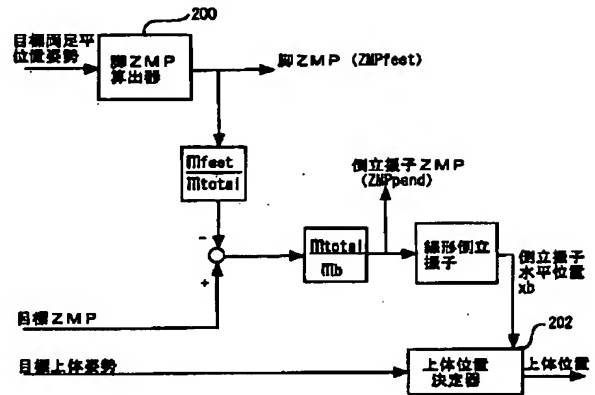 200
目標両足平
位置姿勢
脚ZMP
算出器
脚ZMP (ZMPfeet)
mfeet
mtotal
倒立振子ZMP
(ZMPpend)
-
+
mtotal
mb
線形倒立
振子
倒立振子
水平位置
xb
目標ZMP
202
目標上体姿勢
上体位置
決定器
上体位置